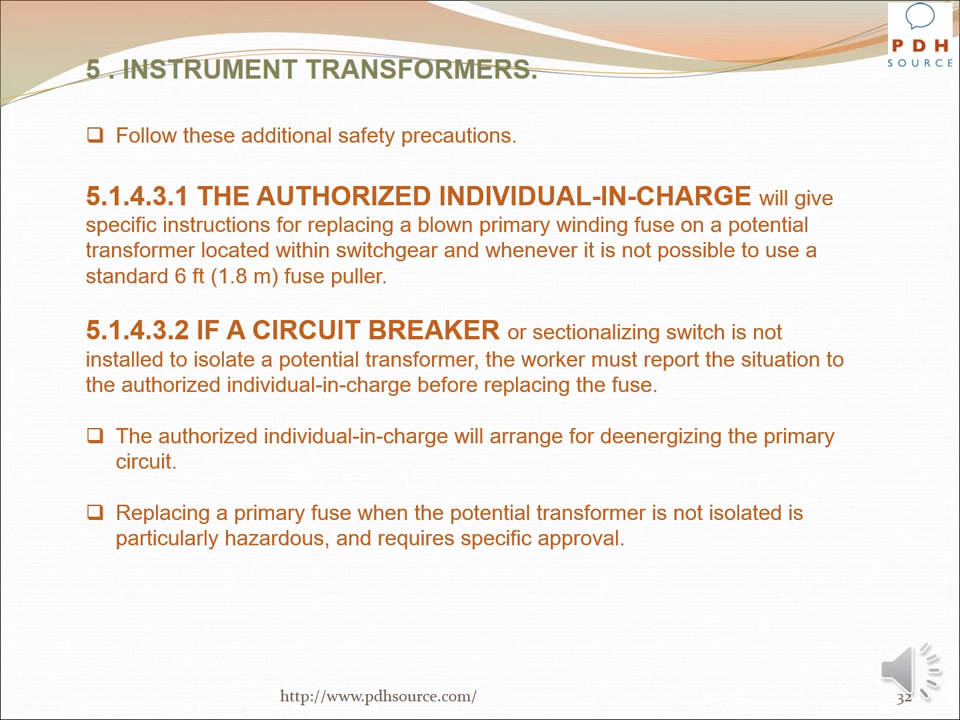 PDH
SOURCE
5 . INSTRUMENT TRANSFORMERS.
Follow these additional safety precautions.
5.1.4.3.1 THE AUTHORIZED INDIVIDUAL-IN-CHARGE will give
specific instructions for replacing a blown primary winding fuse on a potential
transformer located within switchgear and whenever it is not possible to use a
standard 6 ft (1.8 m) fuse puller.
5.1.4.3.2 IF A CIRCUIT BREAKER or sectionalizing switch is not
installed to isolate a potential transformer, the worker must report the situation to
the authorized individual-in-charge before replacing the fuse.
The authorized individual-in-charge will arrange for deenergizing the primary
circuit.
Replacing a primary fuse when the potential transformer is not isolated is
particularly hazardous, and requires specific approval.
http://www.pdhsource.com/
32